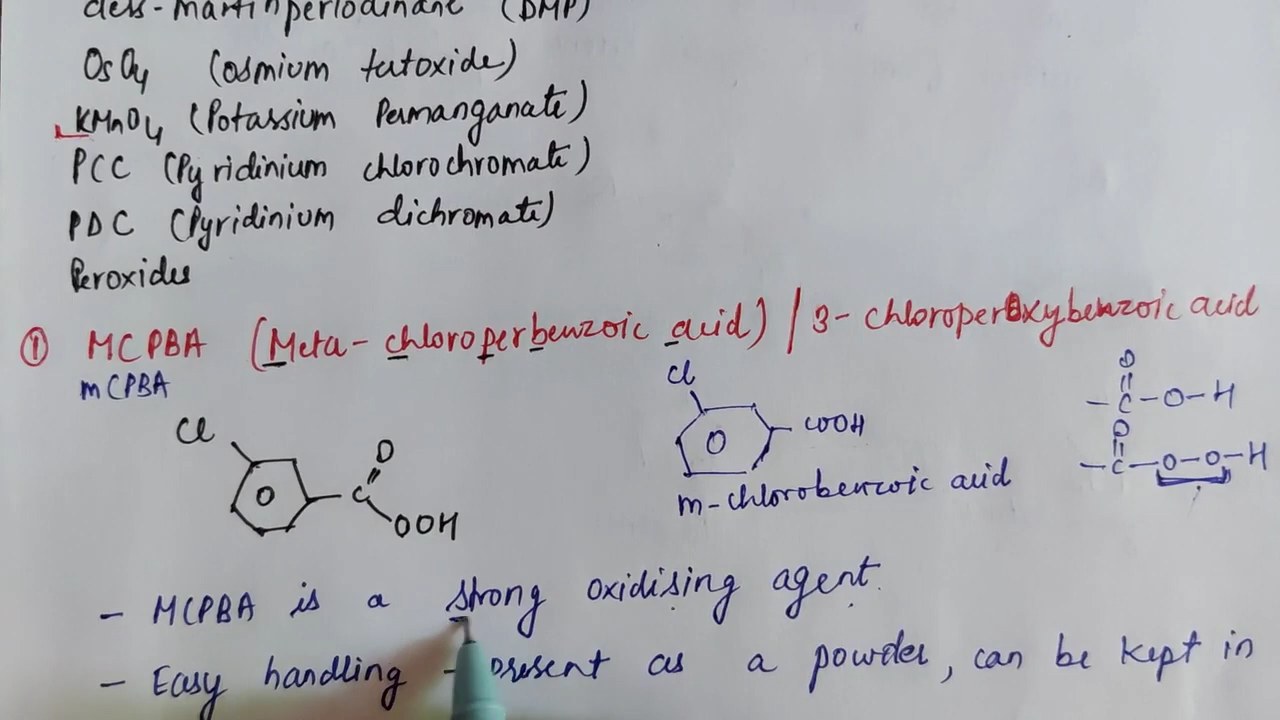 dess-martinperiodinane (DMP)
OsO4 (osmium tetoxide)
KMnO4 (Potassium Permanganate)
PCC (Pyridinium chlorochromate)
PDC (Pyridinium dichromate)
Peroxides
① MCPBA (Meta-chloroperbenzoic acid) / 3-chloroperoxybenzoic acid
mCPBA
Cl
O
C
OOH
O
Cl
COOH
O
m-chlorobenzoic acid
O
-C-O-H
O
-C-O-O-H
- MCPBA is a strong oxidising agent.
- Easy handling - present as a powder, can be kept in